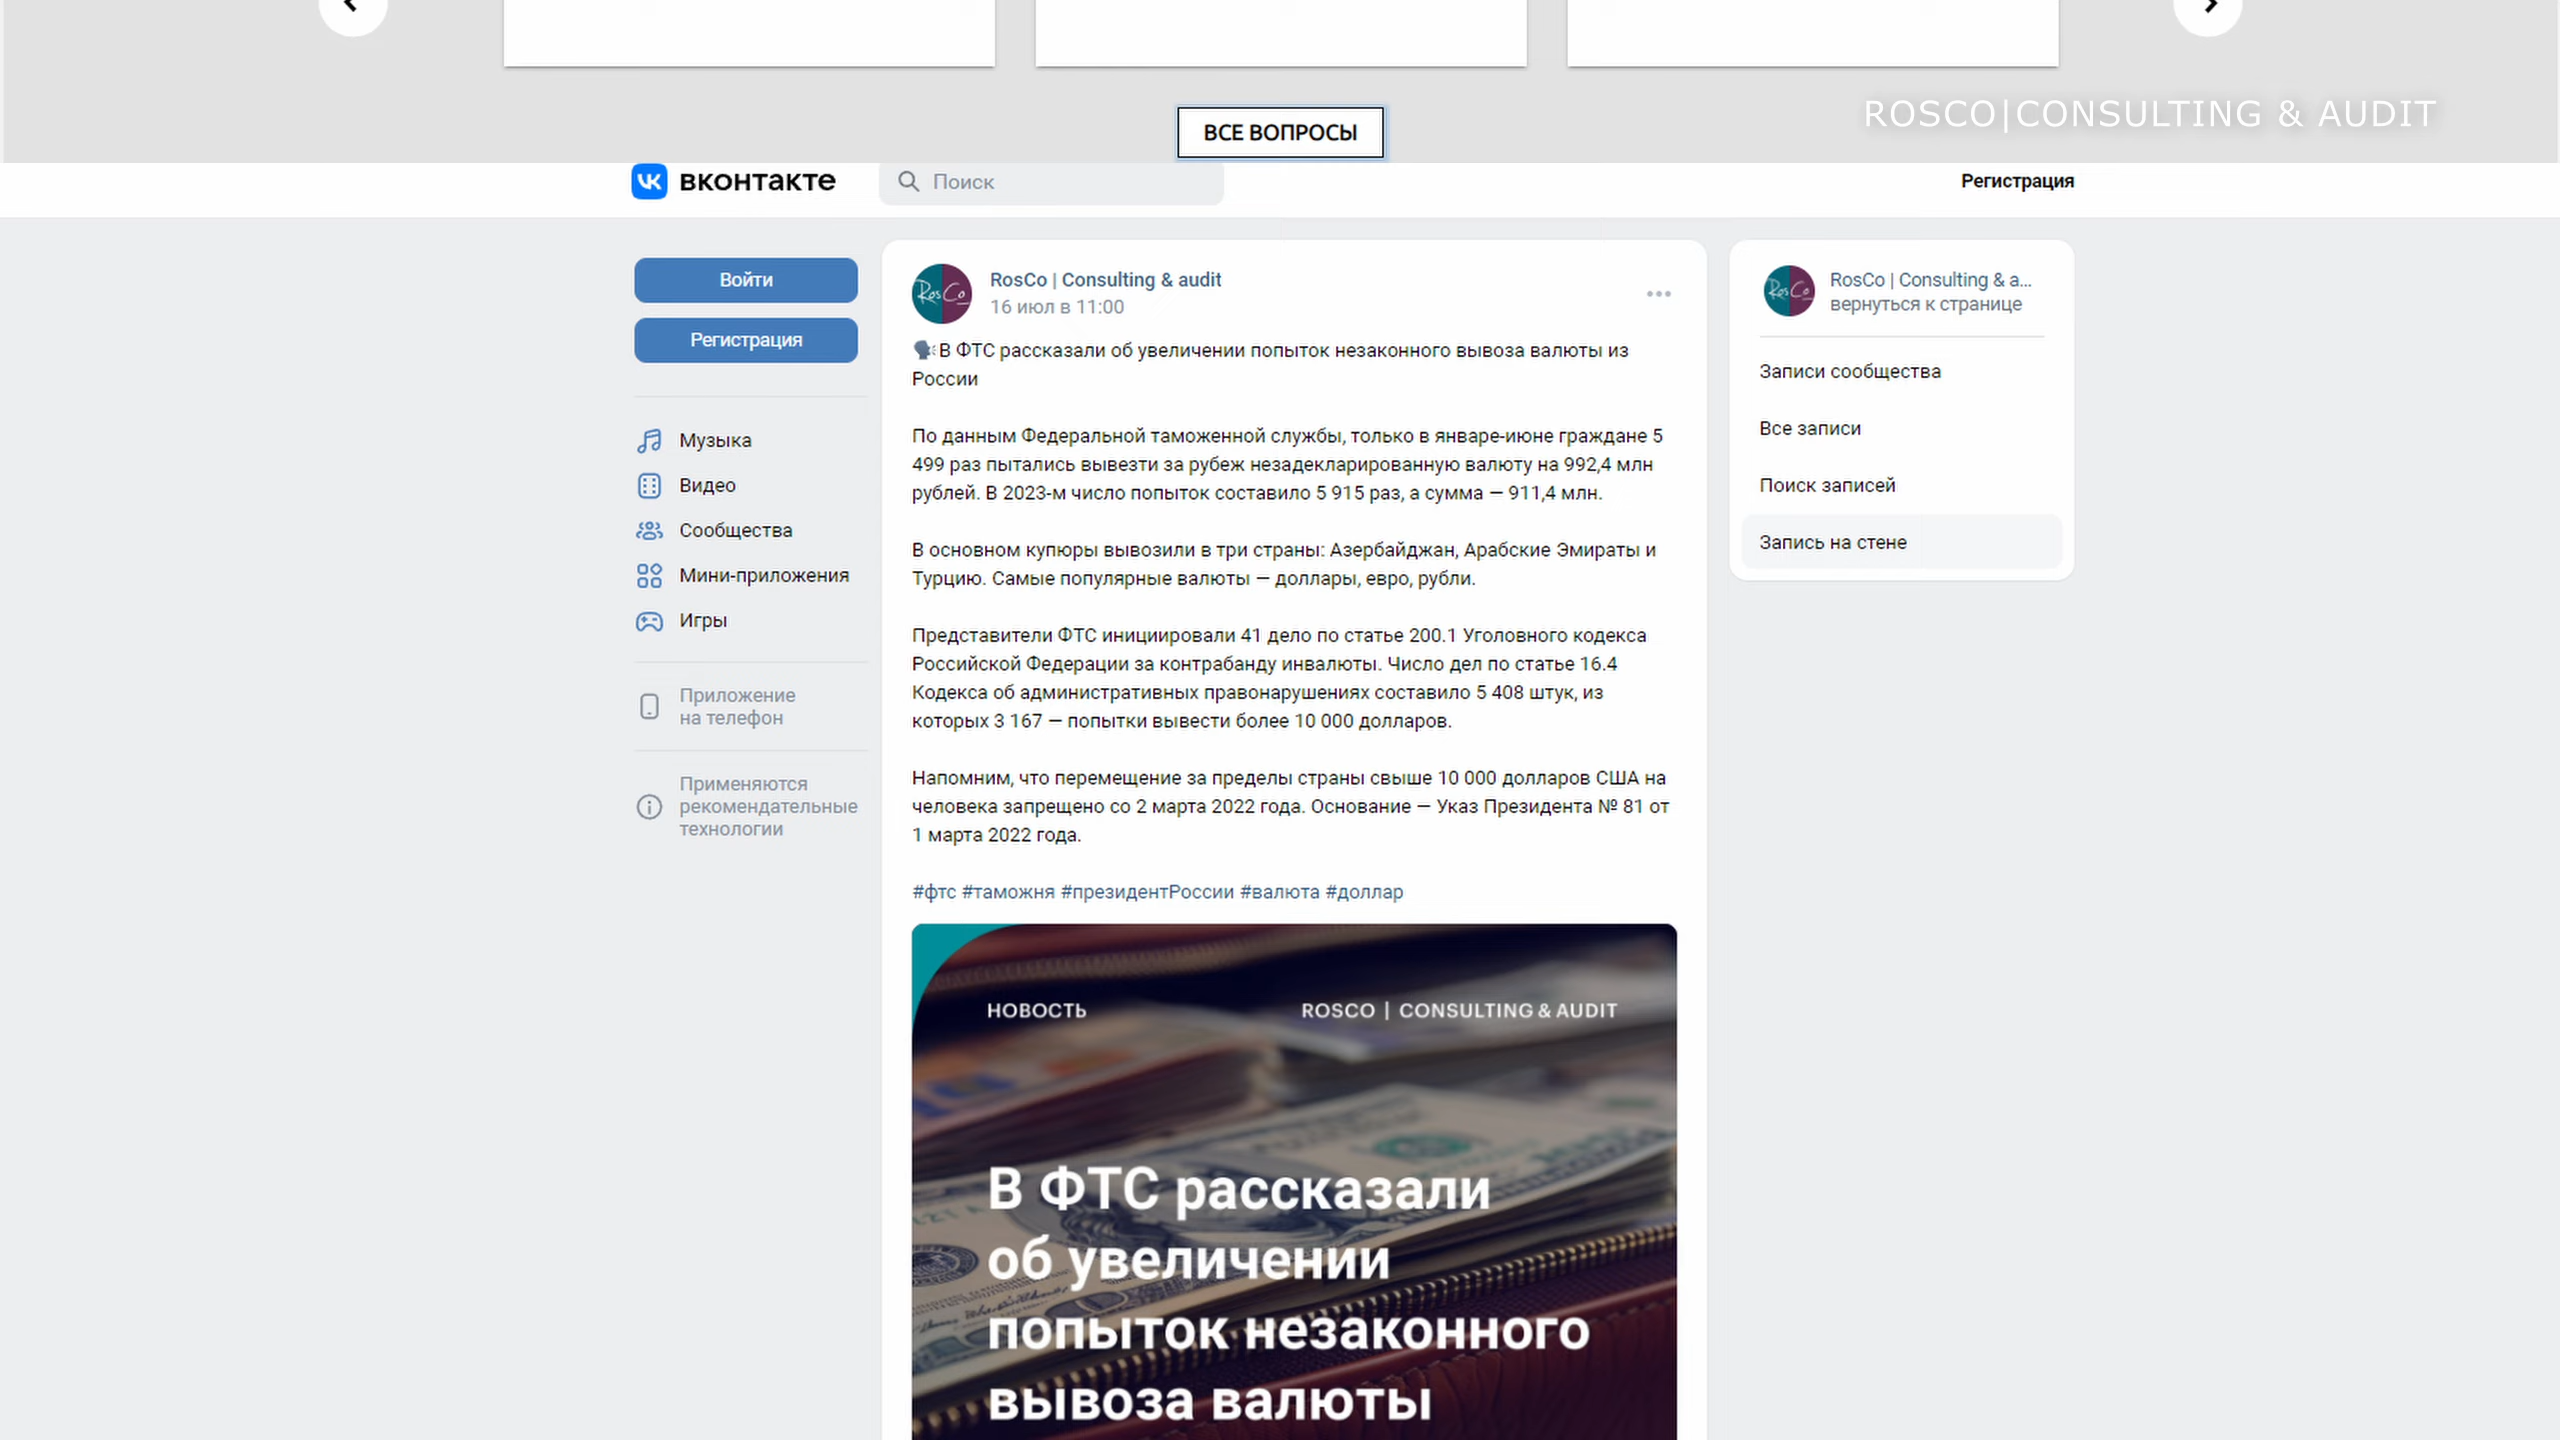 ВСЕ ВОПРОСЫ
ROSCO|CONSULTING & AUDIT
вконтакте
Поиск
Регистрация
Войти
Регистрация
Музыка
Видео
Сообщества
Мини-приложения
Игры
Приложение
на телефон
Применяются
рекомендательные
технологии
RosCo | Consulting & audit
16 июл в 11:00
В ФТС рассказали об увеличении попыток незаконного вывоза валюты из
России
По данным Федеральной таможенной службы, только в январе-июне граждане 5
499 раз пытались вывезти за рубеж незадекларированную валюту на 992,4 млн
рублей. В 2023-м число попыток составило 5 915 раз, а сумма — 911,4 млн.
В основном купюры вывозили в три страны: Азербайджан, Арабские Эмираты и
Турцию. Самые популярные валюты — доллары, евро, рубли.
Представители ФТС инициировали 41 дело по статье 200.1 Уголовного кодекса
Российской Федерации за контрабанду инвалюты. Число дел по статье 16.4
Кодекса об административных правонарушениях составило 5 408 штук, из
которых 3 167 — попытки вывести более 10 000 долларов.
Напомним, что перемещение за пределы страны свыше 10 000 долларов США на
человека запрещено со 2 марта 2022 года. Основание — Указ Президента № 81 от
1 марта 2022 года.
#фтс #таможня #президентРоссии #валюта #доллар
НОВОСТЬ
ROSCO | CONSULTING & AUDIT
В ФТС рассказали
об увеличении
попыток незаконного
вывоза валюты
RosCo | Consulting & a...
вернуться к странице
Записи сообщества
Все записи
Поиск записей
Запись на стене